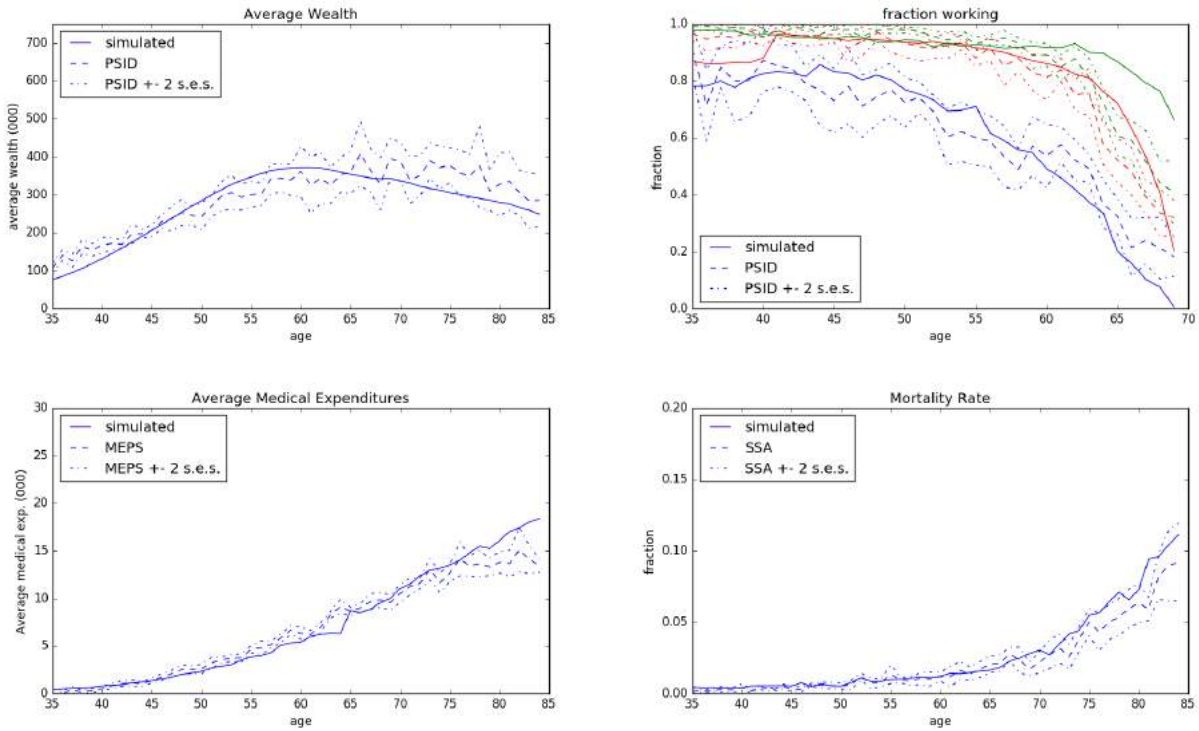 Average Wealth
simulated
PSID
PSID +- 2 s.e.s.
average wealth (000)
0
100
200
300
400
500
600
700
35 40 45 50 55 60 65 70 75 80 85
age
fraction working
simulated
PSID
PSID +- 2 s.e.s.
fraction
0.0
0.2
0.4
0.6
0.8
1.0
35 40 45 50 55 60 65 70
age
Average Medical Expenditures
simulated
MEPS
MEPS +- 2 s.e.s.
Average medical exp. (000)
0
5
10
15
20
25
30
35 40 45 50 55 60 65 70 75 80 85
age
Mortality Rate
simulated
SSA
SSA +- 2 s.e.s.
fraction
0.00
0.05
0.10
0.15
0.20
35 40 45 50 55 60 65 70 75 80 85
age